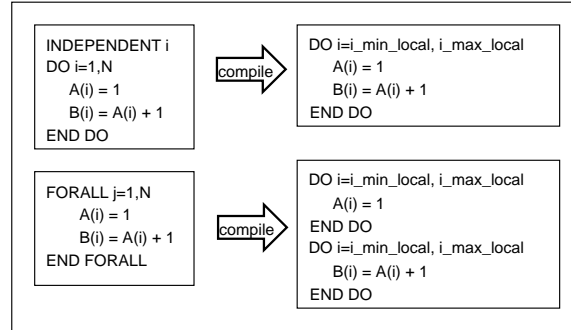 INDEPENDENT i
DO i=1,N
A(i) = 1
B(i) = A(i) + 1
END DO
compile
DO i=i_min_local, i_max_local
A(i) = 1
B(i) = A(i) + 1
END DO
FORALL j=1,N
A(i) = 1
B(i) = A(i) + 1
END FORALL
compile
DO i=i_min_local, i_max_local
A(i) = 1
END DO
DO i=i_min_local, i_max_local
B(i) = A(i) + 1
END DO